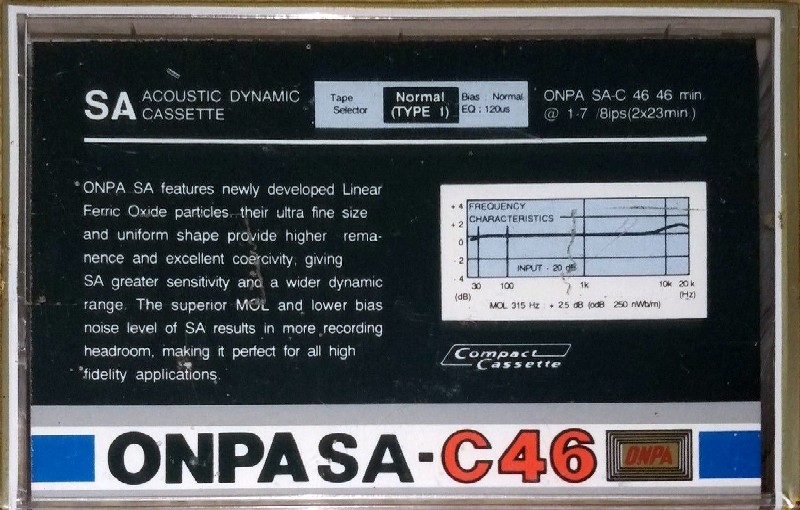 SA ACOUSTIC DYNAMIC
CASSETTE
Tape
Selector
Normal
(TYPE I)
Bias : Normal
EQ : 120us
ONPA SA-C 46 46 min
@ 1-7 /8ips(2x23min.)
ONPA SA features newly developed Linear
Ferric Oxide particles, their ultra fine size
and uniform shape provide higher rema-
nence and excellent coercivity, giving
SA greater sensitivity and a wider dynamic
range. The superior MOL and lower bias
noise level of SA results in more recording
headroom, making it perfect for all high
fidelity applications.
FREQUENCY
CHARACTERISTICS
+ 4
+ 2
0
- 2
- 4
(dB)
INPUT - 20 dB
30 100 1k 10k 20k
(Hz)
MOL 315 Hz : + 2.5 dB (odB 250 nWb/m)
Compact
Cassette
ONPA SA-C46
ONPA